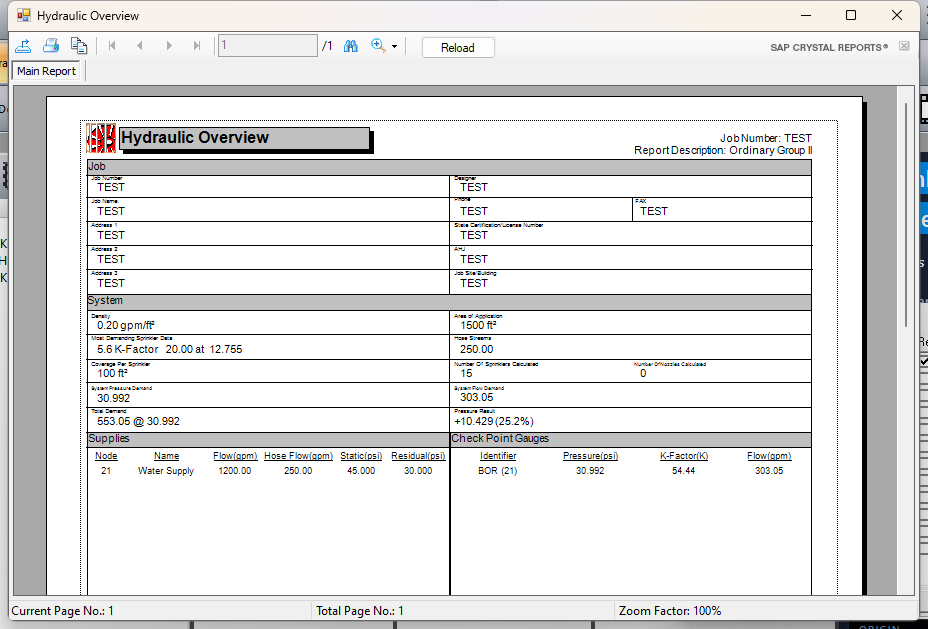 Hydraulic Overview
1 /1 Reload SAP CRYSTAL REPORTS®
Main Report
Hydraulic Overview
Job Number: TEST
Report Description: Ordinary Group II
Job
Job Number Designer
TEST TEST
Job Name: Phone FAX
TEST TEST TEST
Address 1 State Certification/License Number
TEST TEST
Address 2 AHJ
TEST TEST
Address 3 Job Site/Building
TEST TEST
System
Density Area of Application
0.20 gpm/ft² 1500 ft²
Most Demanding Sprinkler Data Hose Streams
5.6 K-Factor 20.00 at 12.755 250.00
Coverage Per Sprinkler Number Of Sprinklers Calculated Number Of Nozzles Calculated
100 ft² 15 0
System Pressure Demand System Flow Demand
30.992 303.05
Total Demand Pressure Result
553.05 @ 30.992 +10.429 (25.2%)
Supplies Check Point Gauges
Node Name Flow(gpm) Hose Flow(gpm) Static(psi) Residual(psi) Identifier Pressure(psi) K-Factor(K) Flow(gpm)
21 Water Supply 1200.00 250.00 45.000 30.000 BOR (21) 30.992 54.44 303.05
Current Page No.: 1 Total Page No.: 1 Zoom Factor: 100%